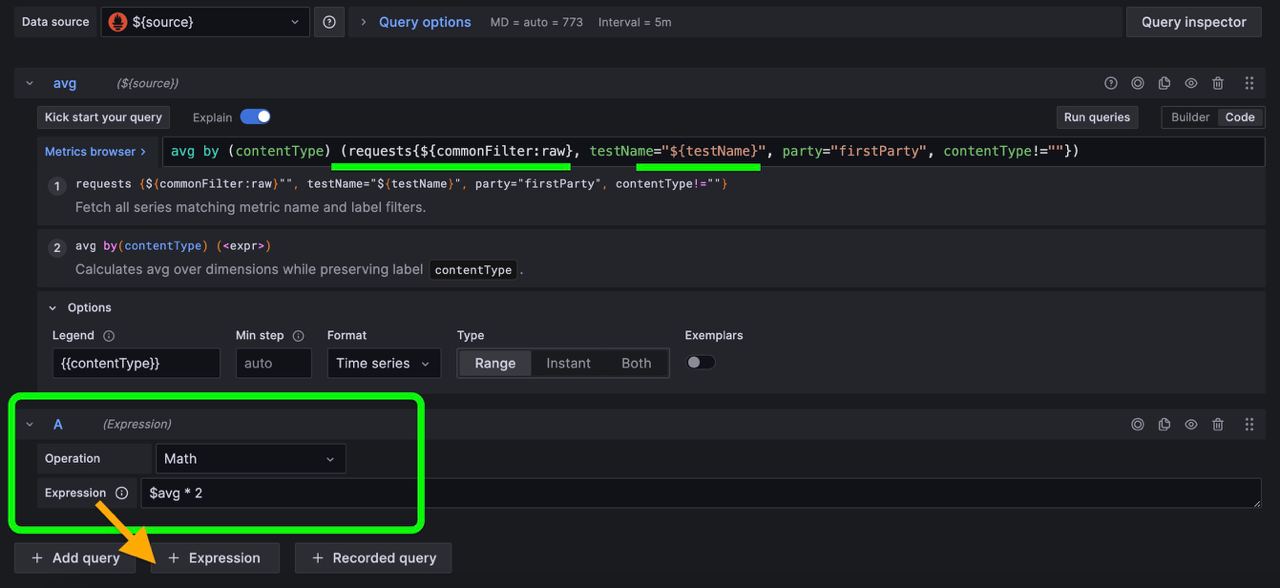 Data source ${source} Query options MD = auto = 773 Interval = 5m Query inspector
avg (${source})
Kick start your query Explain Run queries Builder Code
Metrics browser > avg by (contentType) (requests{${commonFilter:raw}, testName="${testName}", party="firstParty", contentType!=""})
1 requests {${commonFilter:raw}"", testName="${testName}", party="firstParty", contentType!=""}
Fetch all series matching metric name and label filters.
2 avg by(contentType) (<expr>)
Calculates avg over dimensions while preserving label contentType .
Options
Legend Min step Format Type Exemplars
{{contentType}} auto Time series Range Instant Both
A (Expression)
Operation Math
Expression $avg * 2
+ Add query + Expression + Recorded query